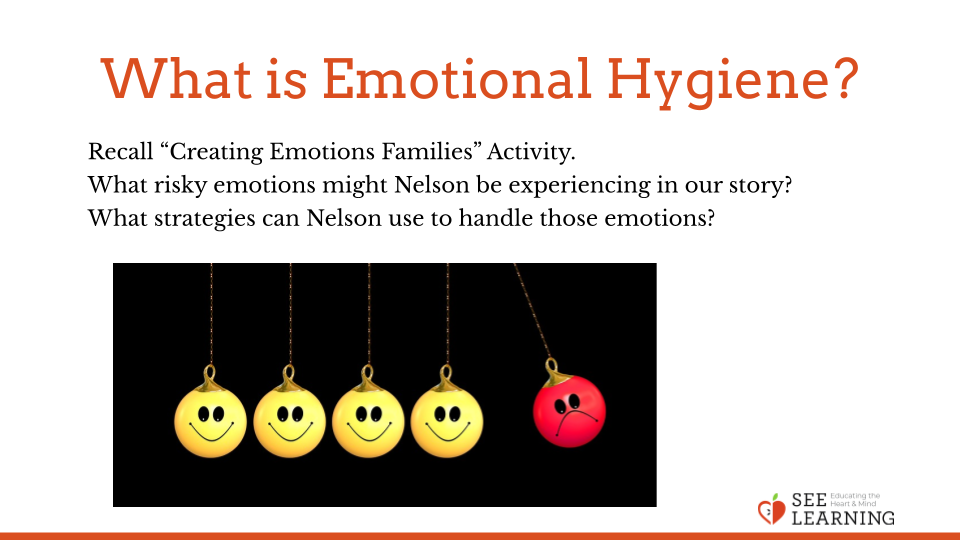 What is Emotional Hygiene?
Recall “Creating Emotions Families” Activity.
What risky emotions might Nelson be experiencing in our story?
What strategies can Nelson use to handle those emotions?
SEE Educating the
Heart & Mind
LEARNING